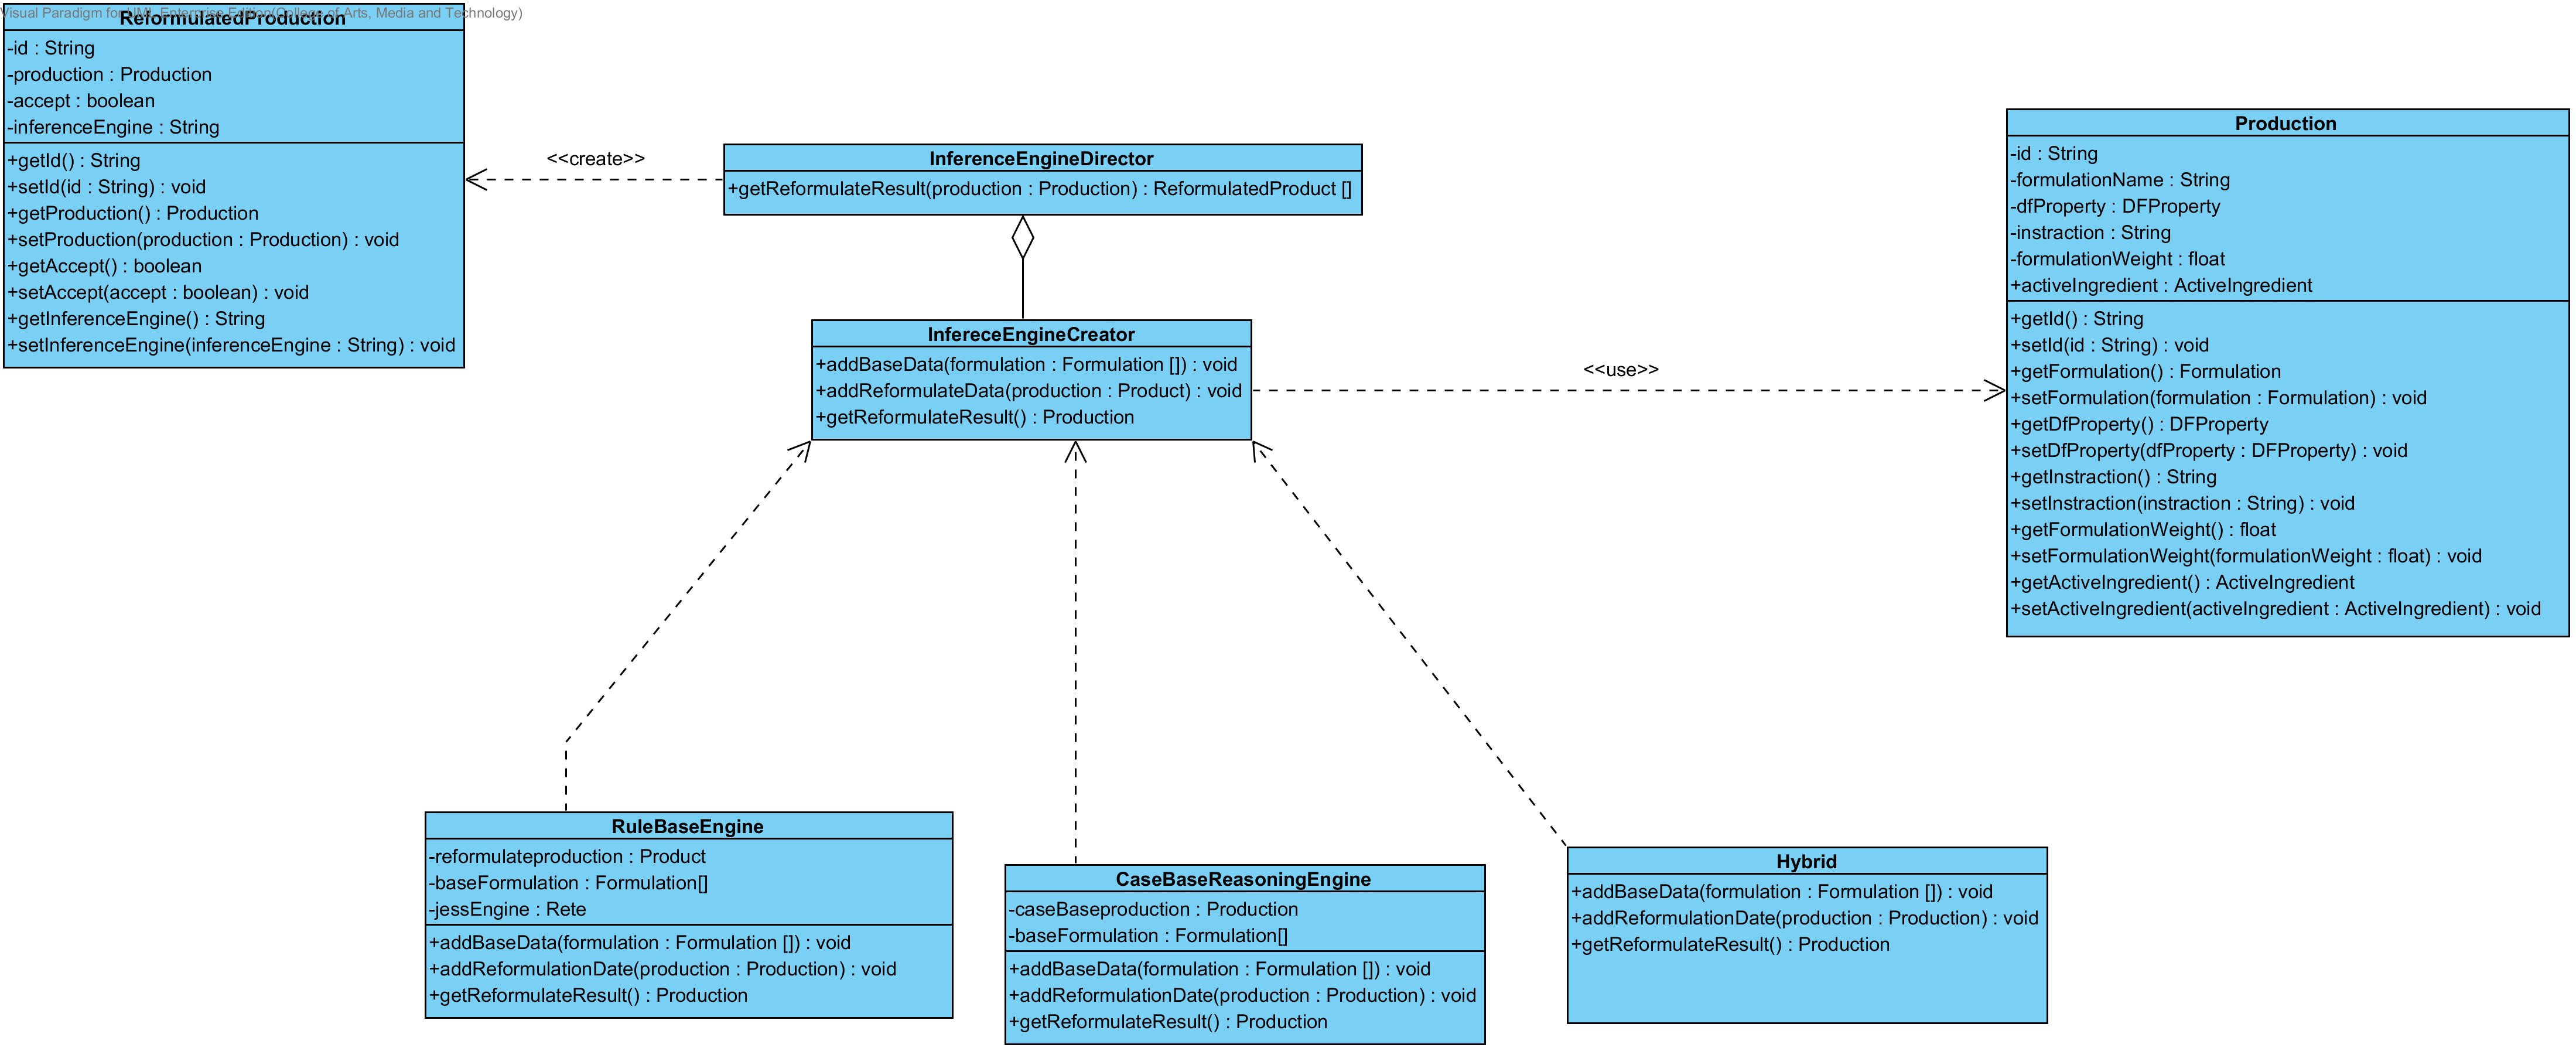 Visual Paradigm for UML Enterprise Edition(College of Arts, Media and Technology)
ReformulatedProduction
-id : String
-production : Production
-accept : boolean
-inferenceEngine : String
+getId() : String
+setId(id : String) : void
+getProduction() : Production
+setProduction(production : Production) : void
+getAccept() : boolean
+setAccept(accept : boolean) : void
+getInferenceEngine() : String
+setInferenceEngine(inferenceEngine : String) : void
<<create>>
InferenceEngineDirector
+getReformulateResult(production : Production) : ReformulatedProduct []
InfereceEngineCreator
+addBaseData(formulation : Formulation []) : void
+addReformulateData(production : Product) : void
+getReformulateResult() : Production
<<use>>
Production
-id : String
-formulationName : String
-dfProperty : DFProperty
-instraction : String
-formulationWeight : float
+activeIngredient : ActiveIngredient
+getId() : String
+setId(id : String) : void
+getFormulation() : Formulation
+setFormulation(formulation : Formulation) : void
+getDfProperty() : DFProperty
+setDfProperty(dfProperty : DFProperty) : void
+getInstraction() : String
+setInstraction(instraction : String) : void
+getFormulationWeight() : float
+setFormulationWeight(formulationWeight : float) : void
+getActiveIngredient() : ActiveIngredient
+setActiveIngredient(activeIngredient : ActiveIngredient) : void
RuleBaseEngine
-reformulateproduction : Product
-baseFormulation : Formulation[]
-jessEngine : Rete
+addBaseData(formulation : Formulation []) : void
+addReformulationDate(production : Production) : void
+getReformulateResult() : Production
CaseBaseReasoningEngine
-caseBaseproduction : Production
-baseFormulation : Formulation[]
+addBaseData(formulation : Formulation []) : void
+addReformulationDate(production : Production) : void
+getReformulateResult() : Production
Hybrid
+addBaseData(formulation : Formulation []) : void
+addReformulationDate(production : Production) : void
+getReformulateResult() : Production